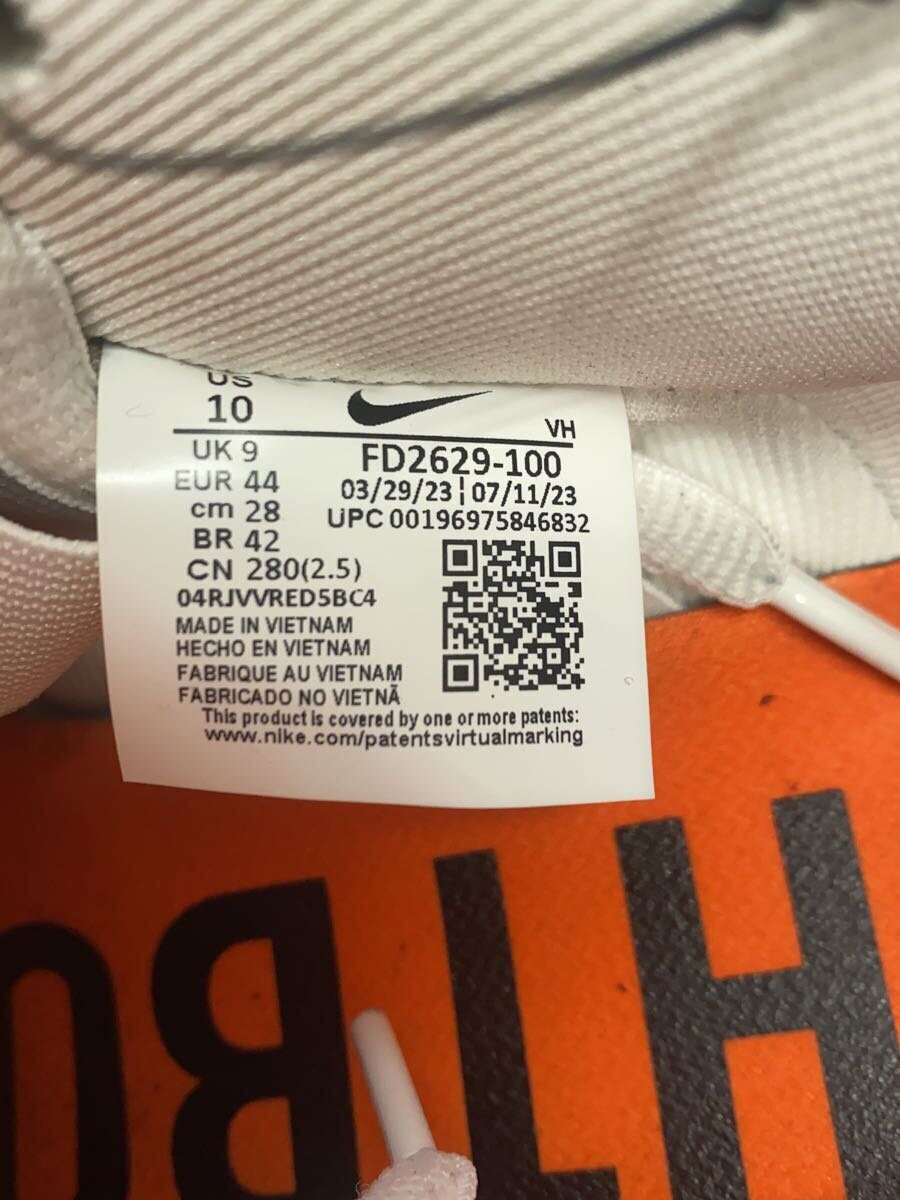 US
10
VH
UK 9
FD2629-100
EUR 44
03/29/23 | 07/11/23
cm 28
UPC 00196975846832
BR 42
CN 280(2.5)
04RJVVRED5BC4
MADE IN VIETNAM
HECHO EN VIETNAM
FABRIQUE AU VIETNAM
FABRICADO NO VIETNÃ
This product is covered by one or more patents:
www.nike.com/patentsvirtualmarking